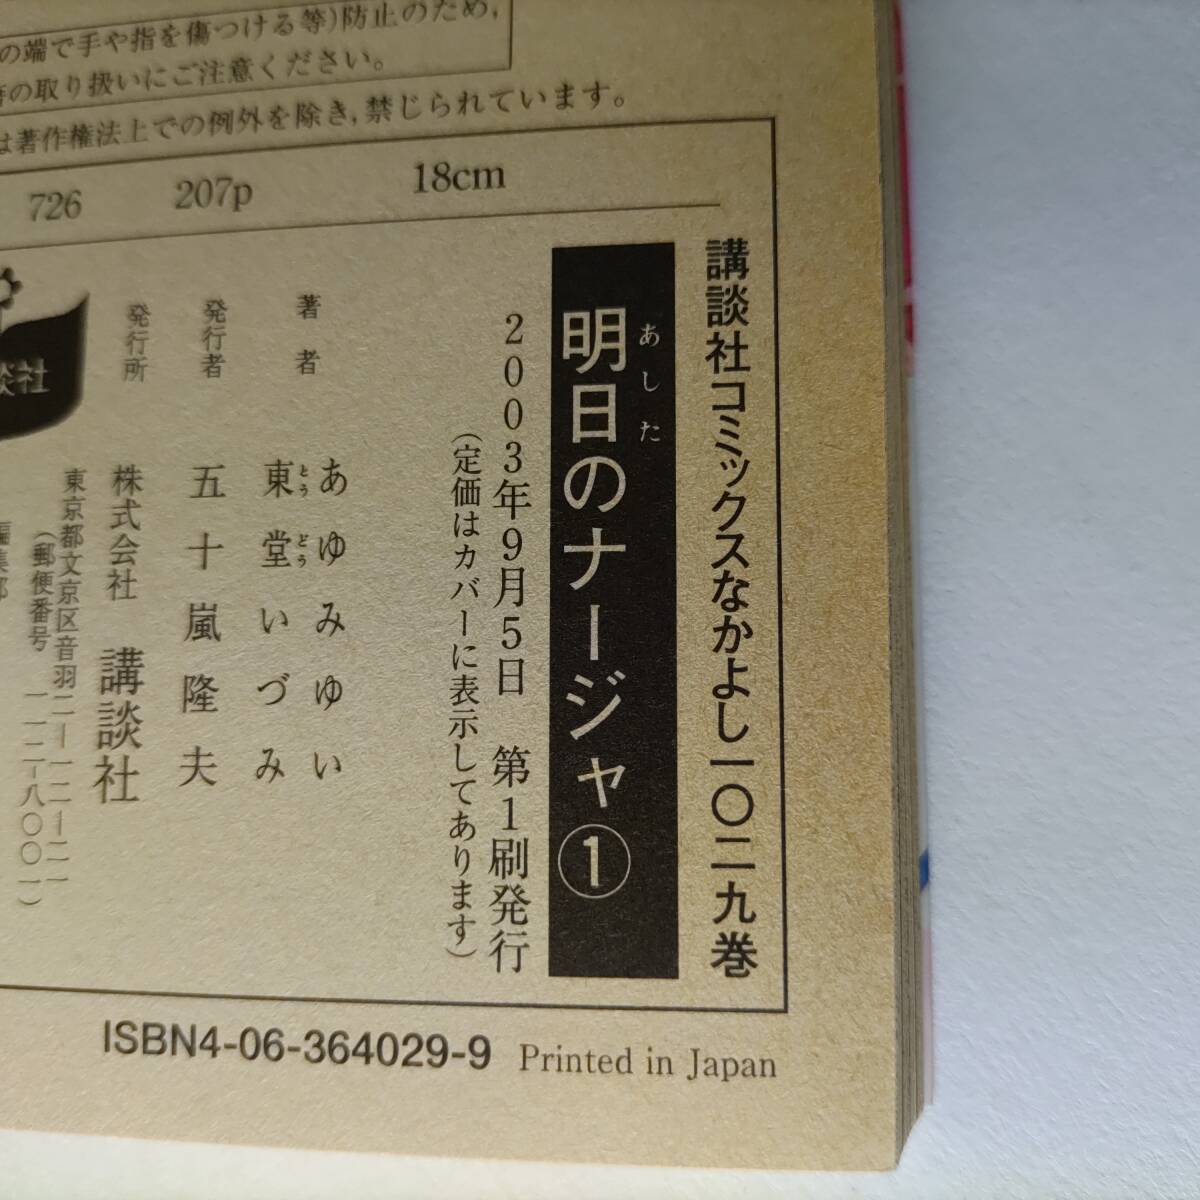 の端で手や指を傷つける等)防止のため,
の取り扱いにご注意ください。
は著作権法上での例外を除き,禁じられています。
726 207p 18cm
講談社コミックスなかよし一〇二九巻
あした
明日のナージャ①
2003年9月5日 第1刷発行
(定価はカバーに表示してあります)
著者 あゆみゆい
東堂いづみ
とうどう
発行者 五十嵐隆夫
発行所 株式会社 講談社
東京都文京区音羽二-一二-二一
(郵便番号 一一二-八〇〇一)
編集部
談社
ISBN4-06-364029-9 Printed in Japan